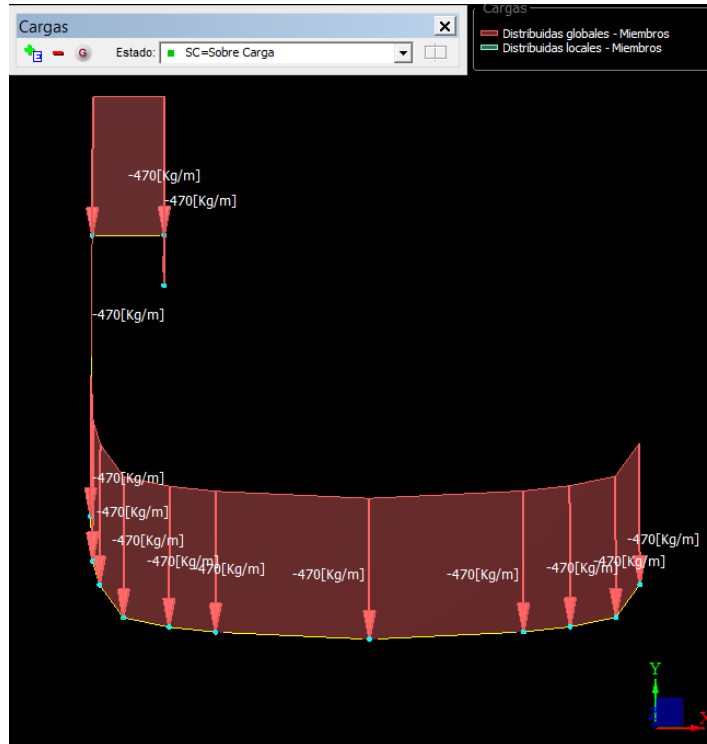 Cargas
Estado: SC=Sobre Carga
Cargas
Distribuidas globales - Miembros
Distribuidas locales - Miembros
-470[Kg/m]
-470[Kg/m]
-470[Kg/m]
-470[Kg/m]
-470[Kg/m]
-470[Kg/m]
-470[Kg/m]
-470[Kg/m]
-470[Kg/m]
-470[Kg/m]
-470[Kg/m]
-470[Kg/m]
-470[Kg/m]
Y
Z
X